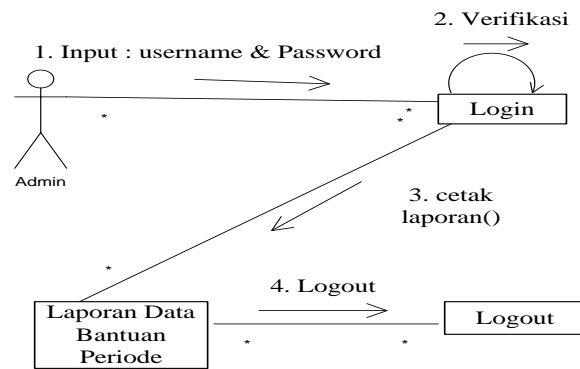 2. Verifikasi
1. Input : username & Password
Login
*
*
*
Admin
3. cetak
laporan()
*
4. Logout
Laporan Data
Bantuan
Periode
Logout
*
*